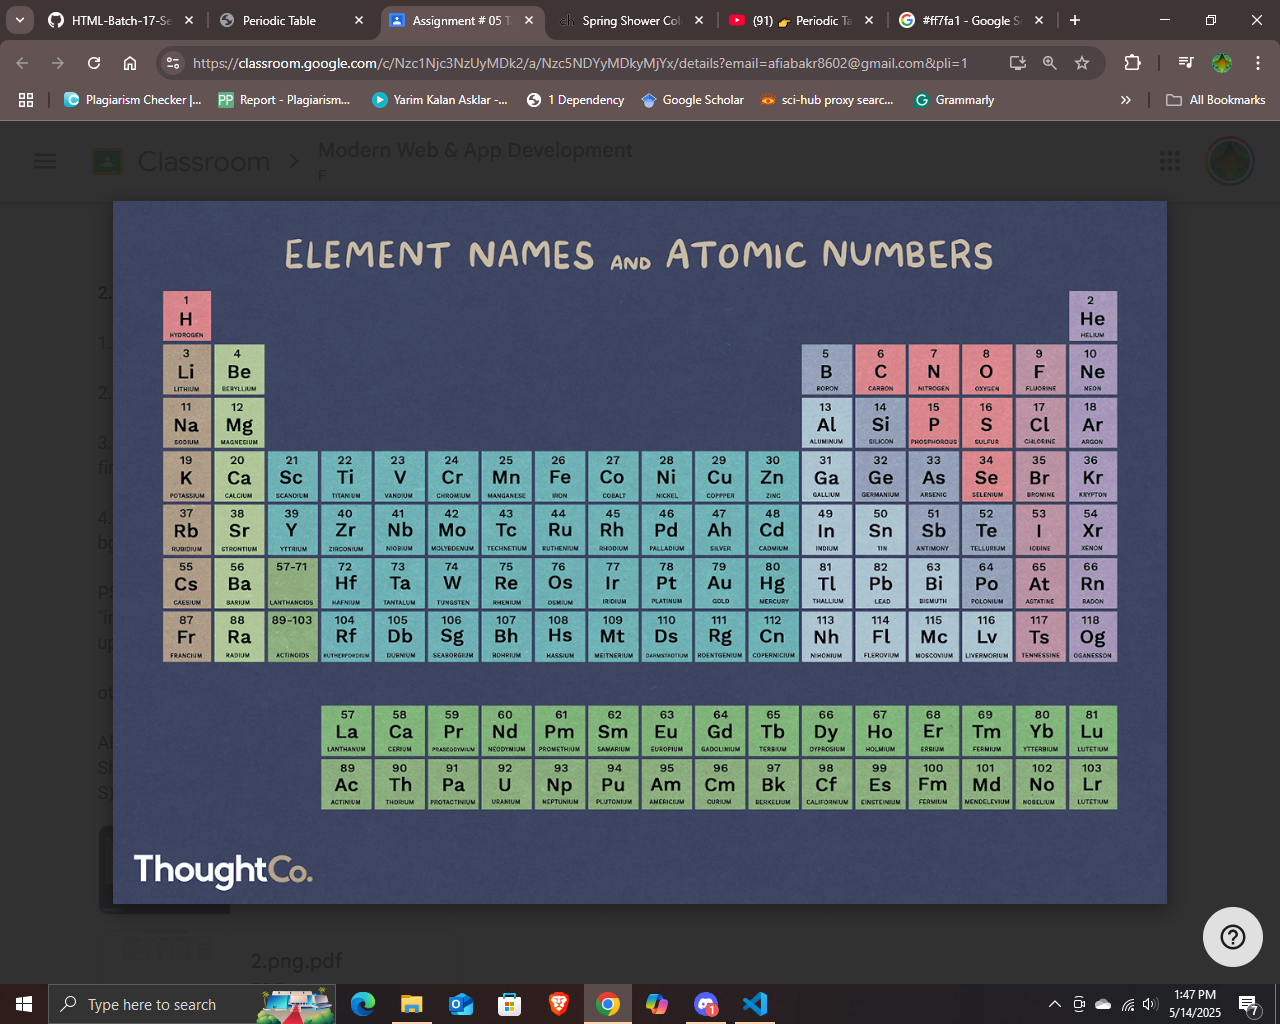 HTML-Batch-17-Se
Periodic Table
Assignment # 05 T
Spring Shower Col
(91) 👉 Periodic Ta
#ff7fa1 - Google S
https://classroom.google.com/c/Nzc1Njc3NzUyMDk2/a/Nzc5NDYyMDkyMjYx/details?email=afiabakr8602@gmail.com&pli=1
Plagiarism Checker |...
Report - Plagiarism...
Yarim Kalan Asklar -...
1 Dependency
Google Scholar
sci-hub proxy searc...
Grammarly
All Bookmarks
Classroom
Modern Web & App Development
F
ELEMENT NAMES AND ATOMIC NUMBERS
1 2
H He
HYDROGEN HELIUM
3 4 5 6 7 8 9 10
Li Be B C N O F Ne
LITHIUM BERYLLIUM BORON CARBON NITROGEN OXYGEN FLUORINE NEON
11 12 13 14 15 16 17 18
Na Mg Al Si P S Cl Ar
SODIUM MAGNESIUM ALUMINUM SILICON PHOSPHOROUS SULFUR CHLORINE ARGON
19 20 21 22 23 24 25 26 27 28 29 30 31 32 33 34 35 36
K Ca Sc Ti V Cr Mn Fe Co Ni Cu Zn Ga Ge As Se Br Kr
POTASSIUM CALCIUM SCANDIUM TITANIUM VANDIUM CHROMIUM MANGANESE IRON COBALT NICKEL COPPPER ZINC GALLIUM GERMANIUM ARSENIC SELENIUM BROMINE KRYPTON
37 38 39 40 41 42 43 44 45 46 47 48 49 50 51 52 53 54
Rb Sr Y Zr Nb Mo Tc Ru Rh Pd Ah Cd In Sn Sb Te I Xr
RUBIDIUM STRONTIUM YTTRIUM ZIRCONIUM NIOBIUM MOLYBDENUM TECHNETIUM RUTHENIUM RHODIUM PALLADIUM SILVER CADMIUM INDIUM TIN ANTIMONY TELLURIUM IODINE XENON
55 56 57-71 72 73 74 75 76 77 78 79 80 81 82 63 64 65 66
Cs Ba Hf Ta W Re Os Ir Pt Au Hg Tl Pb Bi Po At Rn
CAESIUM BARIUM LANTHANOIDS HAFNIUM TANTALUM TUNGSTEN RHENIUM OSMIUM IRIDIUM PLATINUM GOLD MERCURY THALLIUM LEAD BISMUTH POLONIUM ASTATINE RADON
87 88 89-103 104 105 106 107 108 109 110 111 112 113 114 115 116 117 118
Fr Ra Rf Db Sg Bh Hs Mt Ds Rg Cn Nh Fl Mc Lv Ts Og
FRANCIUM RADIUM ACTINOIDS RUTHERFORDIUM DUBNIUM SEABORGIUM BOHRIUM HASSIUM MEITNERIUM DARMSTADTIUM ROENTGENIUM COPERNICIUM NIHONIUM FLEROVIUM MOSCOVIUM LIVERMORIUM TENNESSINE OGANESSON
57 58 59 60 61 62 63 64 65 66 67 68 69 80 81
La Ca Pr Nd Pm Sm Eu Gd Tb Dy Ho Er Tm Yb Lu
LANTHANUM CERIUM PRASEODYMIUM NEODYMIUM PROMETHIUM SAMARIUM EUROPIUM GADOLINIUM TERBIUM DYPROSIUM HOLMIUM ERBIUM FERMIUM YTTERBIUM LUTETIUM
89 90 91 92 93 94 95 96 97 98 99 100 101 102 103
Ac Th Pa U Np Pu Am Cm Bk Cf Es Fm Md No Lr
ACTINIUM THORIUM PROTACTINIUM URANIUM NEPTUNIUM PLUTONIUM AMERICIUM CURIUM BERKELIUM CALIFORNIUM EINSTEINIUM FERMIUM MENDELEVIUM NOBELIUM LUTETIUM
ThoughtCo.
2.png.pdf
Type here to search
1
1:47 PM
5/14/2025
7